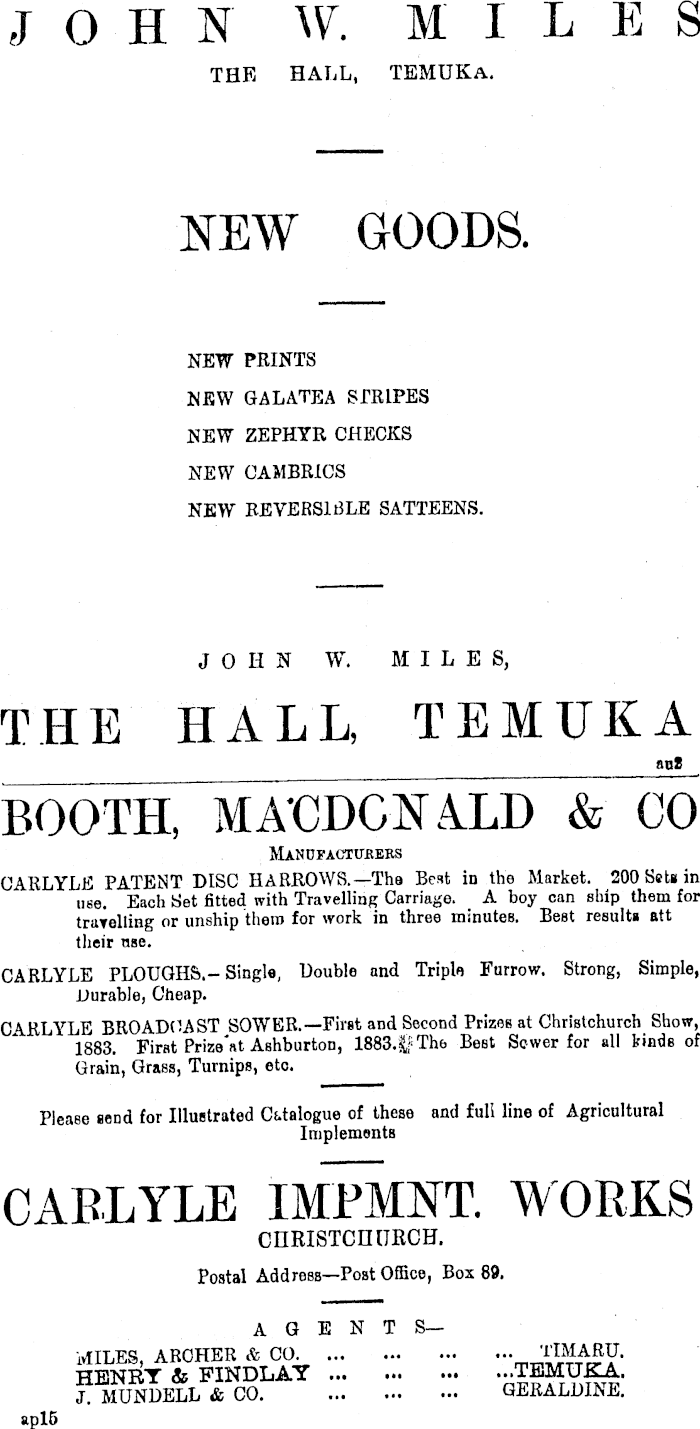 JOHN W. MILES
THE HALL, TEMUKA.
NEW GOODS.
NEW PRINTS
NEW GALATEA STRIPES
NEW ZEPHYR CHECKS
NEW CAMBRICS
NEW REVERSIBLE SATTEENS.
JOHN W. MILES,
THE HALL, TEMUKA
au2
BOOTH, MACDONALD & CO
MANUFACTURERS
CARLYLE PATENT DISC HARROWS.—The Best in the Market. 200 Sets in
use. Each Set fitted with Travelling Carriage. A boy can ship them for
travelling or unship them for work in three minutes. Best results att
their use.
CARLYLE PLOUGHS.—Single, Double and Triple Furrow. Strong, Simple,
Durable, Cheap.
CARLYLE BROADCAST SOWER.—First and Second Prizes at Christchurch Show,
1883. First Prize at Ashburton, 1883. The Best Sower for all kinds of
Grain, Grass, Turnips, etc.
Please send for Illustrated Catalogue of these and full line of Agricultural
Implements
CARLYLE IMPMNT. WORKS
CHRISTCHURCH.
Postal Address—Post Office, Box 89.
AGENTS—
MILES, ARCHER & CO. ... ... ... ... TIMARU.
HENRY & FINDLAY ... ... ... ...TEMUKA.
J. MUNDELL & CO. ... ... ... GERALDINE.
ap15